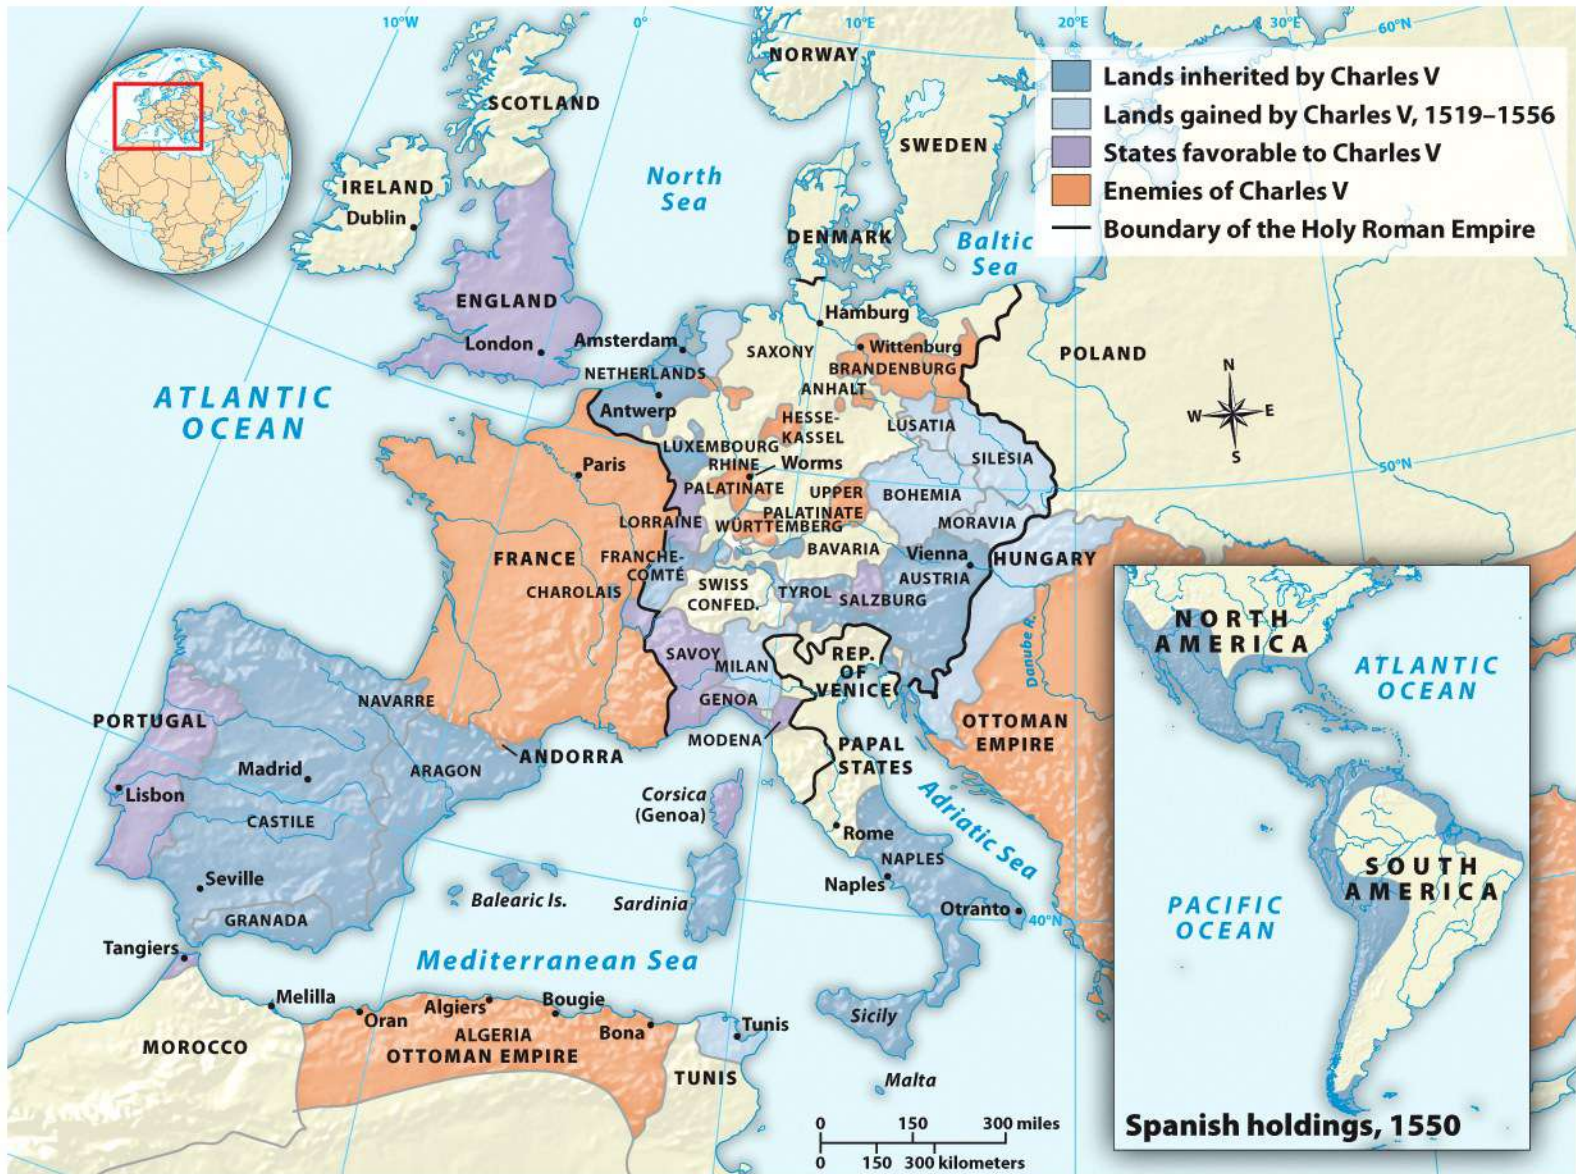 10°W
0°
10°E
20°E
30°E
60°N
NORWAY
SCOTLAND
SWEDEN
North
Sea
IRELAND
Dublin
DENMARK
Baltic
Sea
Lands inherited by Charles V
Lands gained by Charles V, 1519–1556
States favorable to Charles V
Enemies of Charles V
Boundary of the Holy Roman Empire
ENGLAND
London
Amsterdam
Hamburg
Wittenburg
SAXONY
BRANDENBURG
POLAND
NETHERLANDS
ANHALT
Antwerp
HESSE-
KASSEL
LUSATIA
ATLANTIC
OCEAN
N
W
E
S
LUXEMBOURG
SILESIA
Paris
RHINE
PALATINATE
Worms
UPPER
PALATINATE
BOHEMIA
50°N
LORRAINE
WÜRTTEMBERG
MORAVIA
FRANCE
FRANCHE-
COMTÉ
BAVARIA
Vienna
HUNGARY
CHAROLAIS
SWISS
CONFED.
TYROL
SALZBURG
AUSTRIA
SAVOY
MILAN
REP.
OF
VENICE
Danube R.
NAVARRE
GENOA
PORTUGAL
MODENA
OTTOMAN
EMPIRE
ANDORRA
PAPAL
STATES
Madrid
ARAGON
Lisbon
Corsica
(Genoa)
Adriatic Sea
CASTILE
Rome
NAPLES
Seville
Balearic Is.
Sardinia
Naples
Otranto
40°N
GRANADA
Tangiers
Mediterranean Sea
Melilla
Algiers
Bougie
Oran
ALGERIA
Bona
Tunis
Sicily
MOROCCO
OTTOMAN EMPIRE
TUNIS
Malta
0
150
300 miles
0
150
300 kilometers
NORTH
AMERICA
ATLANTIC
OCEAN
SOUTH
AMERICA
PACIFIC
OCEAN
Spanish holdings, 1550